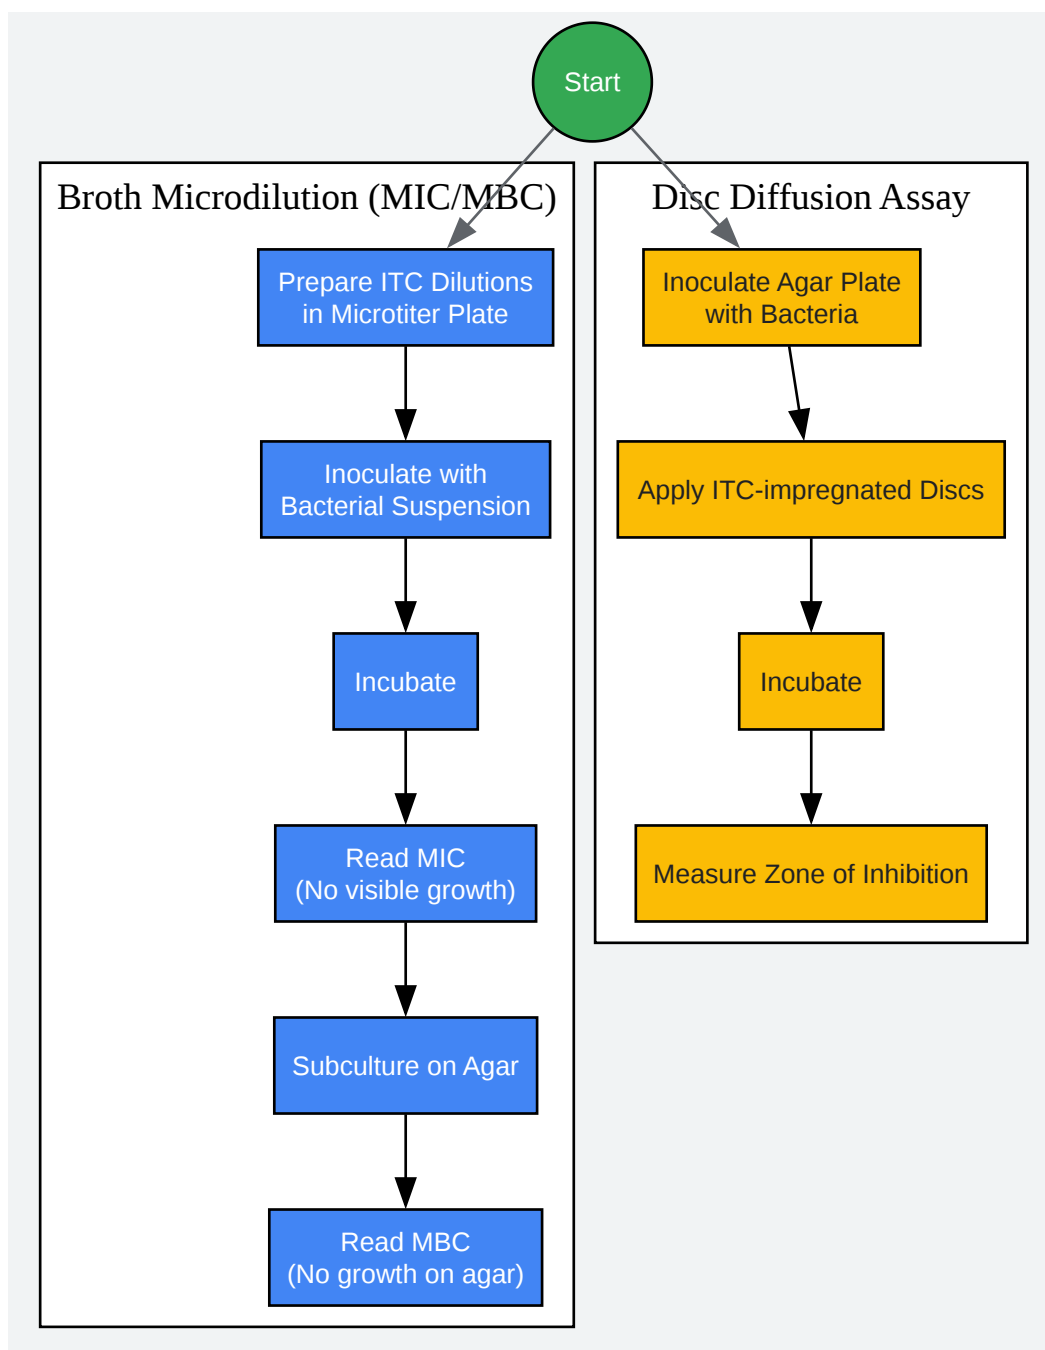 Start
Broth Microdilution (MIC/MBC)
Prepare ITC Dilutions
in Microtiter Plate
Inoculate with
Bacterial Suspension
Incubate
Read MIC
(No visible growth)
Subculture on Agar
Read MBC
(No growth on agar)
Disc Diffusion Assay
Inoculate Agar Plate
with Bacteria
Apply ITC-impregnated Discs
Incubate
Measure Zone of Inhibition